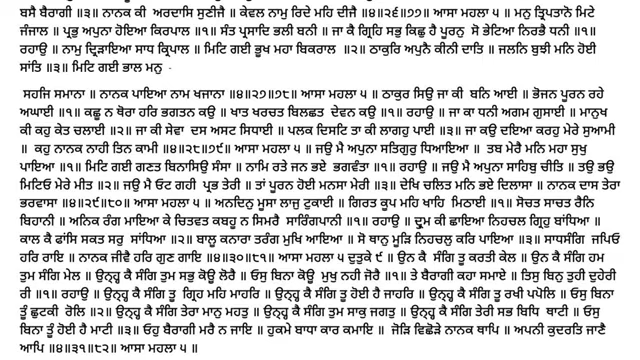 ਬਸੈ ਬੈਰਾਗੀ ॥੩॥ ਨਾਨਕ ਕੀ ਅਰਦਾਸਿ ਸੁਣੀਜੈ ॥ ਕੇਵਲ ਨਾਮੁ ਰਿਦੇ ਮਹਿ ਦੀਜੈ ॥੪॥੨੬॥੭੭॥ ਆਸਾ ਮਹਲਾ ੫ ॥ ਮਨੁ ਤ੍ਰਿਪਤਾਨੋ ਮਿਟੇ
ਜੰਜਾਲ ॥ ਪ੍ਰਭੁ ਅਪੁਨਾ ਹੋਇਆ ਕਿਰਪਾਲ ॥੧॥ ਸੰਤ ਪ੍ਰਸਾਦਿ ਭਲੀ ਬਨੀ ॥ ਜਾ ਕੈ ਗ੍ਰਿਹਿ ਸਭੁ ਕਿਛੁ ਹੈ ਪੂਰਨੁ ਸੋ ਭੇਟਿਆ ਨਿਰਭੈ ਧਨੀ ॥੧॥
ਰਹਾਉ ॥ ਨਾਮੁ ਦ੍ਰਿੜਾਇਆ ਸਾਧ ਕ੍ਰਿਪਾਲ ॥ ਮਿਟਿ ਗਈ ਭੂਖ ਮਹਾ ਬਿਕਰਾਲ ॥੨॥ ਠਾਕੁਰਿ ਅਪੁਨੈ ਕੀਨੀ ਦਾਤਿ ॥ ਜਲਨਿ ਬੁਝੀ ਮਨਿ ਹੋਈ
ਸਾਂਤਿ ॥੩॥ ਮਿਟਿ ਗਈ ਭਾਲ ਮਨੁ
ਸਹਜਿ ਸਮਾਨਾ ॥ ਨਾਨਕ ਪਾਇਆ ਨਾਮ ਖਜਾਨਾ ॥੪॥੨੭॥੭੮॥ ਆਸਾ ਮਹਲਾ ੫ ॥ ਠਾਕੁਰ ਸਿਉ ਜਾ ਕੀ ਬਨਿ ਆਈ ॥ ਭੋਜਨ ਪੂਰਨ ਰਹੇ
ਅਘਾਈ ॥੧॥ ਕਛੂ ਨ ਥੋਰਾ ਹਰਿ ਭਗਤਨ ਕਉ ॥ ਖਾਤ ਖਰਚਤ ਬਿਲਛਤ ਦੇਵਨ ਕਉ ॥੧॥ ਰਹਾਉ ॥ ਜਾ ਕਾ ਧਨੀ ਅਗਮ ਗੁਸਾਈ ॥ ਮਾਨੁਖ
ਕੀ ਕਹੁ ਕੇਤ ਚਲਾਈ ॥੨॥ ਜਾ ਕੀ ਸੇਵਾ ਦਸ ਅਸਟ ਸਿਧਾਈ ॥ ਪਲਕ ਦਿਸਟਿ ਤਾ ਕੀ ਲਾਗਹੁ ਪਾਈ ॥੩॥ ਜਾ ਕਉ ਦਇਆ ਕਰਹੁ ਮੇਰੇ ਸੁਆਮੀ
॥ ਕਹੁ ਨਾਨਕ ਨਾਹੀ ਤਿਨ ਕਾਮੀ ॥੪॥੨੮॥੭੯॥ ਆਸਾ ਮਹਲਾ ੫ ॥ ਜਉ ਮੈ ਅਪੁਨਾ ਸਤਿਗੁਰੁ ਧਿਆਇਆ ॥ ਤਬ ਮੇਰੈ ਮਨਿ ਮਹਾ ਸੁਖੁ
ਪਾਇਆ ॥੧॥ ਮਿਟਿ ਗਈ ਗਣਤ ਬਿਨਾਸਿਉ ਸੰਸਾ ॥ ਨਾਮਿ ਰਤੇ ਜਨ ਭਏ ਭਗਵੰਤਾ ॥੧॥ ਰਹਾਉ ॥ ਜਉ ਮੈ ਅਪੁਨਾ ਸਾਹਿਬੁ ਚੀਤਿ ॥ ਤਉ ਭਉ
ਮਿਟਿਓ ਮੇਰੇ ਮੀਤ ॥੨॥ ਜਉ ਮੈ ਓਟ ਗਹੀ ਪ੍ਰਭ ਤੇਰੀ ॥ ਤਾਂ ਪੂਰਨ ਹੋਈ ਮਨਸਾ ਮੇਰੀ ॥੩॥ ਦੇਖਿ ਚਲਿਤ ਮਨਿ ਭਏ ਦਿਲਾਸਾ ॥ ਨਾਨਕ ਦਾਸ ਤੇਰਾ
ਭਰਵਾਸਾ ॥੪॥੨੯॥੮੦॥ ਆਸਾ ਮਹਲਾ ੫ ॥ ਅਨਦਿਨੁ ਮੂਸਾ ਲਾਜੁ ਟੁਕਾਈ ॥ ਗਿਰਤ ਕੂਪ ਮਹਿ ਖਾਹਿ ਮਿਠਾਈ ॥੧॥ ਸੋਚਤ ਸਾਚਤ ਰੈਨਿ
ਬਿਹਾਨੀ ॥ ਅਨਿਕ ਰੰਗ ਮਾਇਆ ਕੇ ਚਿਤਵਤ ਕਬਹੂ ਨ ਸਿਮਰੈ ਸਾਰਿੰਗਪਾਨੀ ॥੧॥ ਰਹਾਉ ॥ ਦ੍ਰੁਮ ਕੀ ਛਾਇਆ ਨਿਹਚਲ ਗ੍ਰਿਹੁ ਬਾਂਧਿਆ ॥
ਕਾਲ ਕੈ ਫਾਂਸਿ ਸਕਤ ਸਰੁ ਸਾਂਧਿਆ ॥੨॥ ਬਾਲੂ ਕਨਾਰਾ ਤਰੰਗ ਮੁਖਿ ਆਇਆ ॥ ਸੋ ਥਾਨੁ ਮੂੜਿ ਨਿਹਚਲੁ ਕਰਿ ਪਾਇਆ ॥੩॥ ਸਾਧਸੰਗਿ ਜਪਿਓ
ਹਰਿ ਰਾਇ ॥ ਨਾਨਕ ਜੀਵੈ ਹਰਿ ਗੁਣ ਗਾਇ ॥੪॥੩੦॥੮੧॥ ਆਸਾ ਮਹਲਾ ੫ ਦੁਤੁਕੇ ੯ ॥ ਉਨ ਕੈ ਸੰਗਿ ਤੂ ਕਰਤੀ ਕੇਲ ॥ ਉਨ ਕੈ ਸੰਗਿ ਹਮ
ਤੁਮ ਸੰਗਿ ਮੇਲ ॥ ਉਨ੍ਹ੍ਹ ਕੈ ਸੰਗਿ ਤੁਮ ਸਭੁ ਕੋਊ ਲੋਰੈ ॥ ਓਸੁ ਬਿਨਾ ਕੋਊ ਮੁਖੁ ਨਹੀ ਜੋਰੈ ॥੧॥ ਤੇ ਬੈਰਾਗੀ ਕਹਾ ਸਮਾਏ ॥ ਤਿਸੁ ਬਿਨੁ ਤੁਹੀ ਦੁਹੇਰੀ
ਰੀ ॥੧॥ ਰਹਾਉ ॥ ਉਨ੍ਹ੍ਹ ਕੈ ਸੰਗਿ ਤੂ ਗ੍ਰਿਹ ਮਹਿ ਮਾਹਰਿ ॥ ਉਨ੍ਹ੍ਹ ਕੈ ਸੰਗਿ ਤੂ ਹੋਈ ਹੈ ਜਾਹਰਿ ॥ ਉਨ੍ਹ੍ਹ ਕੈ ਸੰਗਿ ਤੂ ਰਖੀ ਪਪੋਲਿ ॥ ਓਸੁ ਬਿਨਾ
ਤੂੰ ਛੁਟਕੀ ਰੋਲਿ ॥੨॥ ਉਨ੍ਹ੍ਹ ਕੈ ਸੰਗਿ ਤੇਰਾ ਮਾਨੁ ਮਹਤੁ ॥ ਉਨ੍ਹ੍ਹ ਕੈ ਸੰਗਿ ਤੁਮ ਸਾਕੁ ਜਗਤੁ ॥ ਉਨ੍ਹ੍ਹ ਕੈ ਸੰਗਿ ਤੇਰੀ ਸਭ ਬਿਧਿ ਥਾਟੀ ॥ ਓਸੁ
ਬਿਨਾ ਤੂੰ ਹੋਈ ਹੈ ਮਾਟੀ ॥੩॥ ਓਹੁ ਬੈਰਾਗੀ ਮਰੈ ਨ ਜਾਇ ॥ ਹੁਕਮੇ ਬਾਧਾ ਕਾਰ ਕਮਾਇ ॥ ਜੋੜਿ ਵਿਛੋੜੇ ਨਾਨਕ ਥਾਪਿ ॥ ਅਪਨੀ ਕੁਦਰਤਿ ਜਾਣੈ
ਆਪਿ ॥੪॥੩੧॥੮੨॥ ਆਸਾ ਮਹਲਾ ੫ ॥